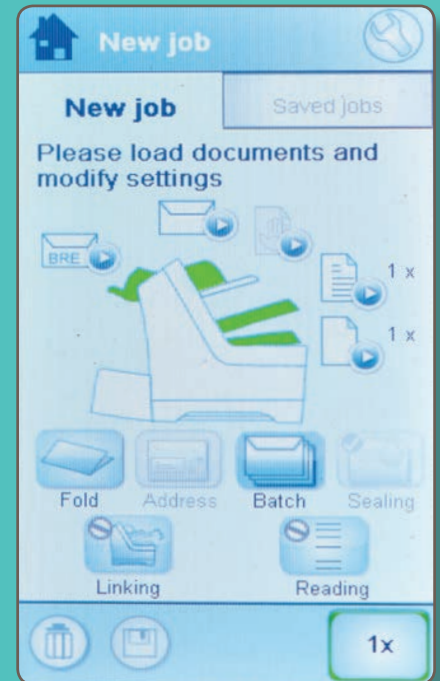 New job
New job
Saved jobs
Please load documents and
modify settings
BRE
1 x
1 x
Fold
Address
Batch
Sealing
Linking
Reading
1x